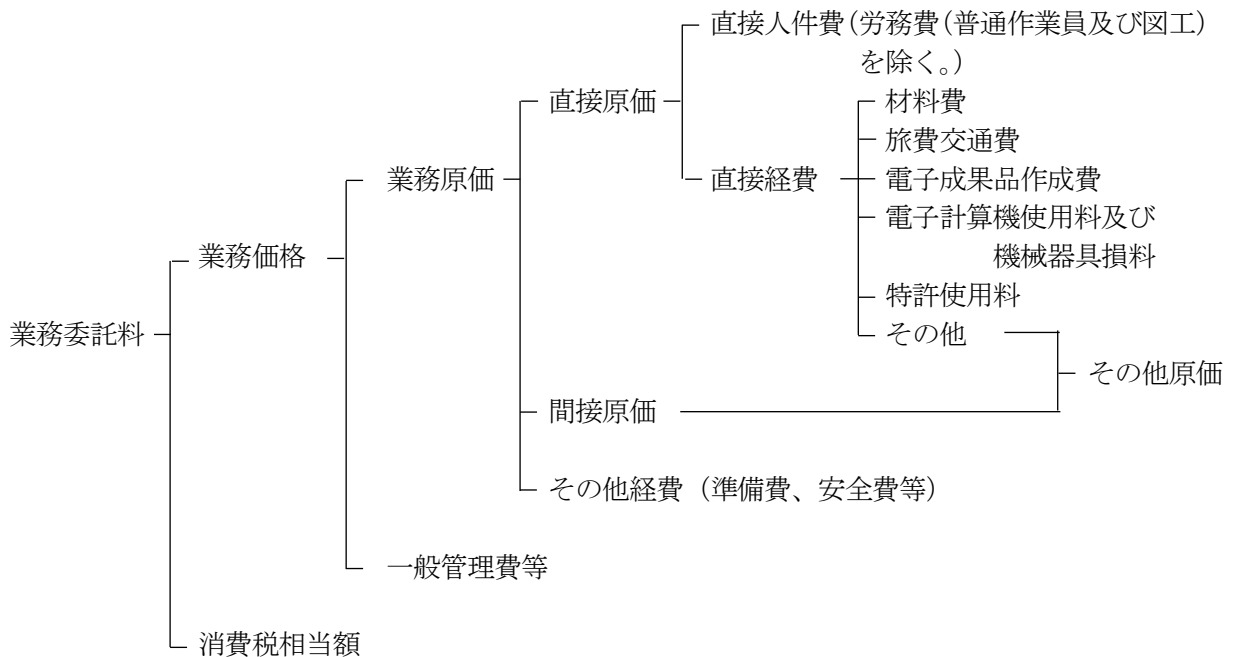 直接人件費(労務費(普通作業員及び図工)
を除く。)
直接原価
材料費
旅費交通費
業務原価
直接経費
電子成果品作成費
電子計算機使用料及び
機械器具損料
業務価格
特許使用料
業務委託料
その他
その他原価
間接原価
その他経費(準備費、安全費等)
一般管理費等
消費税相当額